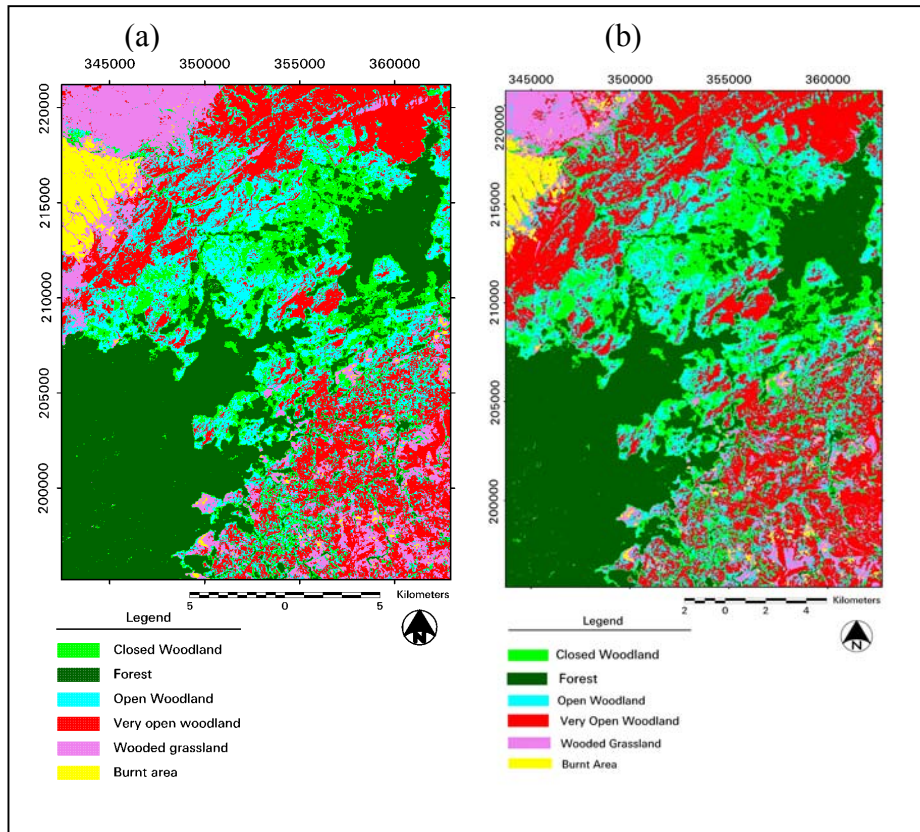 (a)
345000 350000 355000 360000
220000
215000
210000
205000
200000
5 0 5 Kilometers
Legend
N
Closed Woodland
Forest
Open Woodland
Very open woodland
Wooded grassland
Burnt area
(b)
345000 350000 355000 360000
220000
215000
210000
205000
200000
2 0 2 4 Kilometers
Legend
N
Closed Woodland
Forest
Open Woodland
Very Open Woodland
Wooded Grassland
Burnt Area